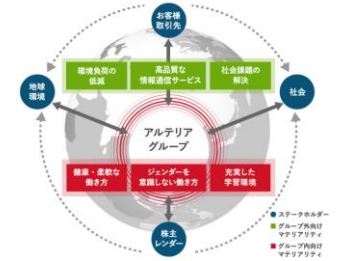 お客様
取引先
環境負荷の
低減
高品質な
情報通信サービス
社会課題の
解決
地球
環境
社会
アルテリア
グループ
健康・柔軟な
働き方
ジェンダーを
意識しない働き方
充実した
学習環境
株主
レンダー
ステークホルダー
グループ外向け
マテリアリティ
グループ内向け
マテリアリティ